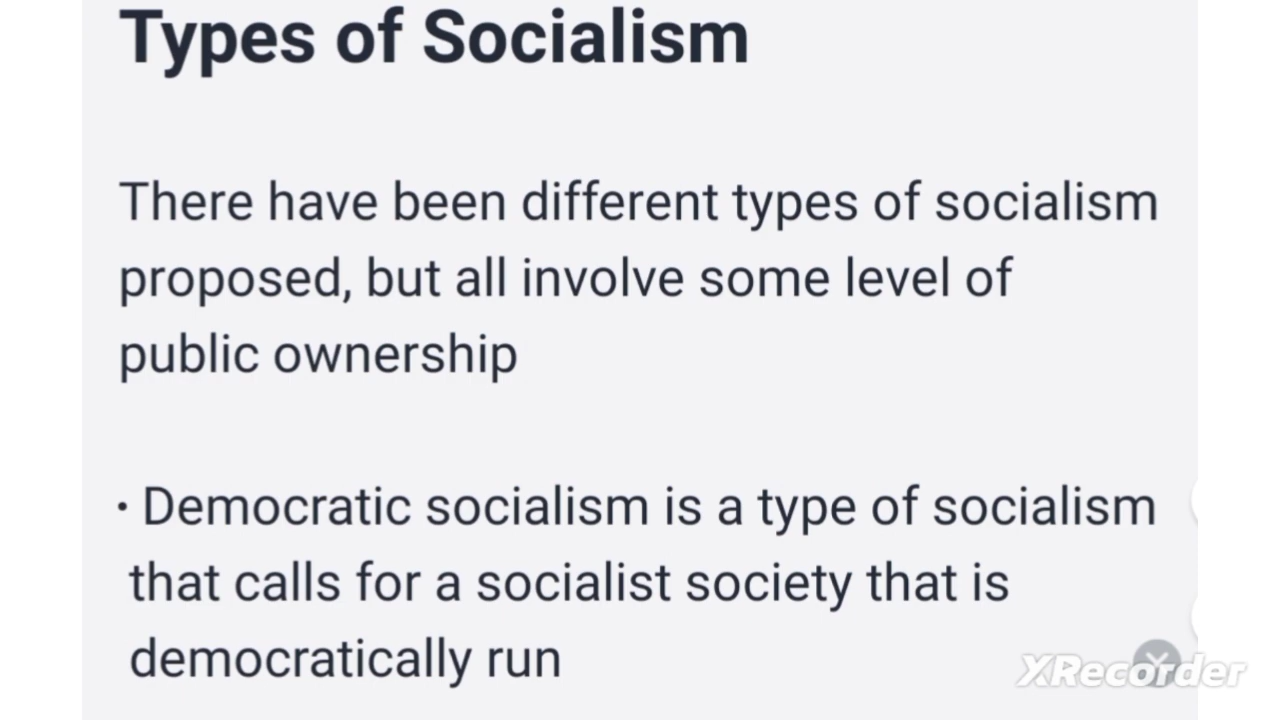 Types of Socialism
There have been different types of socialism
proposed, but all involve some level of
public ownership
• Democratic socialism is a type of socialism
that calls for a socialist society that is
democratically run
XRecorder